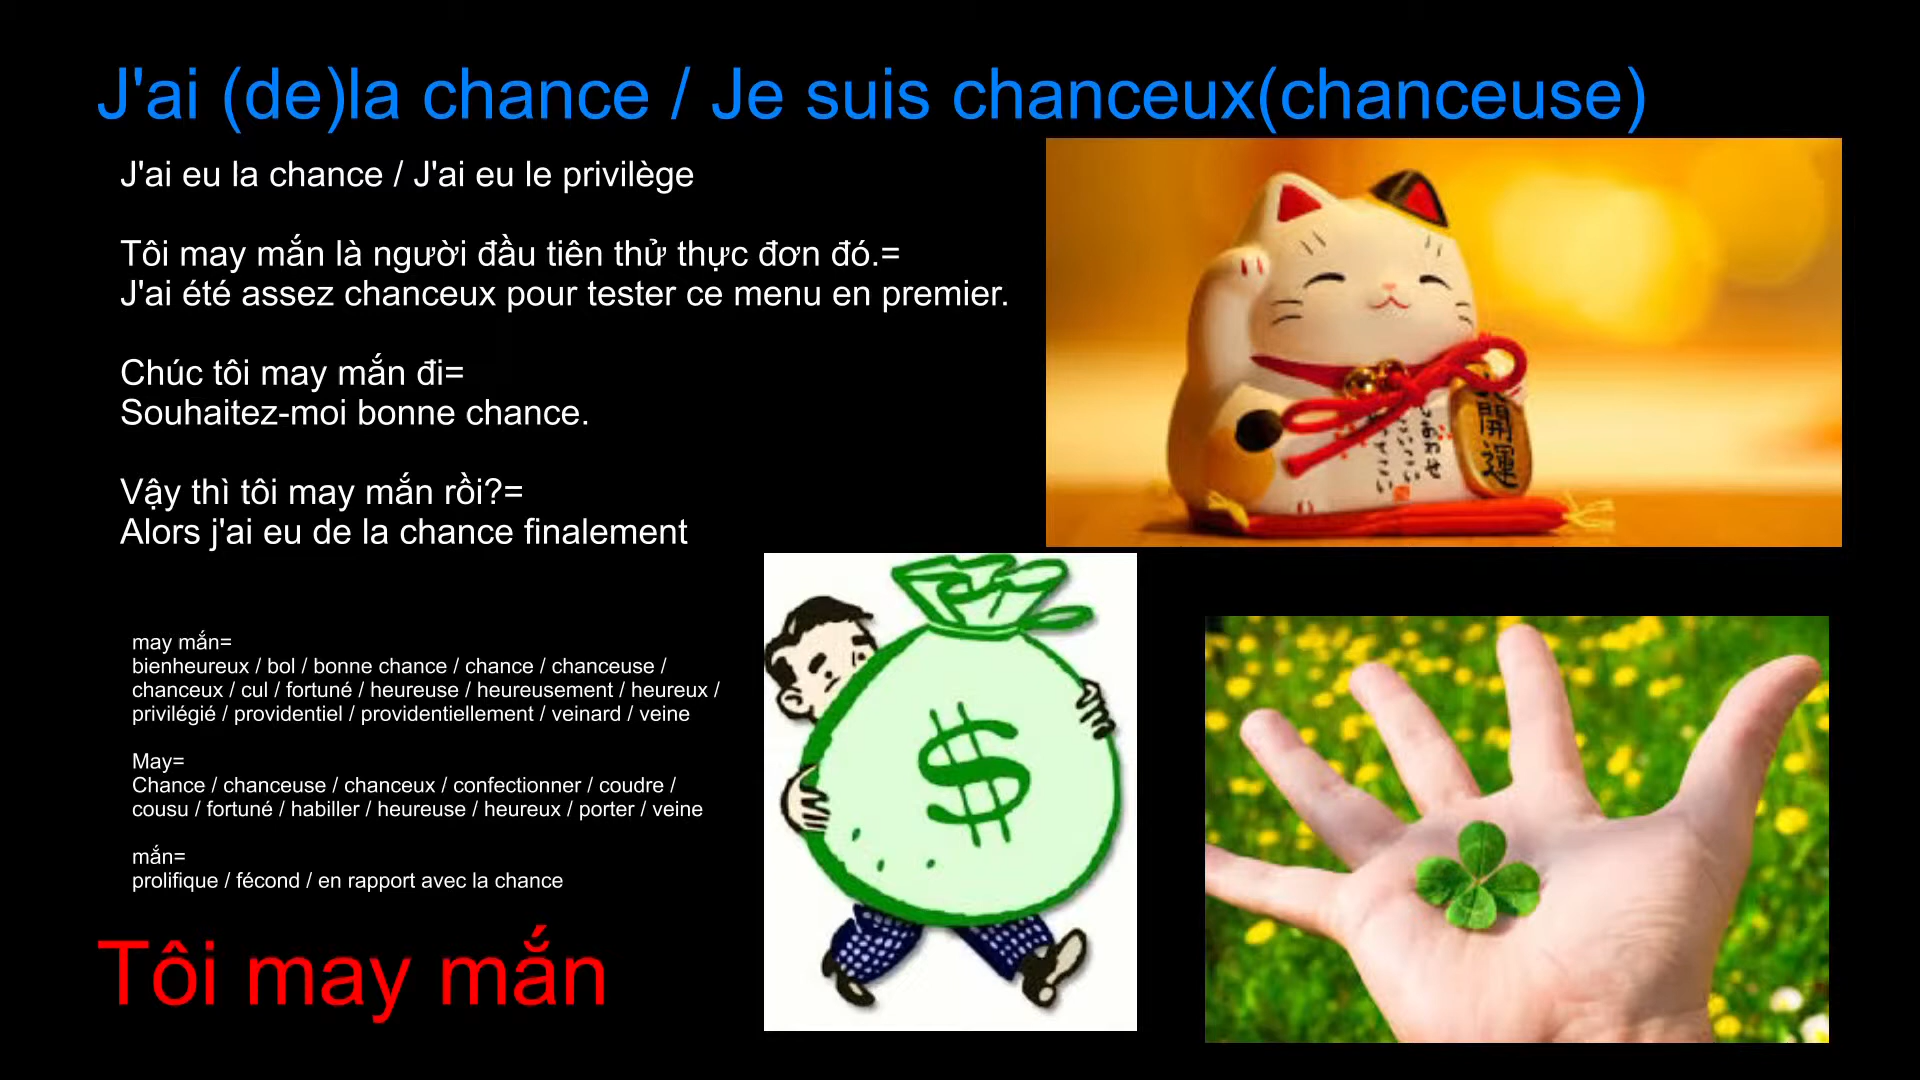 J'ai (de)la chance / Je suis chanceux(chanceuse)
J'ai eu la chance / J'ai eu le privilège
Tôi may mắn là người đầu tiên thử thực đơn đó.=
J'ai été assez chanceux pour tester ce menu en premier.
Chúc tôi may mắn đi=
Souhaitez-moi bonne chance.
Vậy thì tôi may mắn rồi?=
Alors j'ai eu de la chance finalement
開運
$
may mắn=
bienheureux / bol / bonne chance / chance / chanceuse /
chanceux / cul / fortuné / heureuse / heureusement / heureux /
privilégié / providentiel / providentiellement / veinard / veine
May=
Chance / chanceuse / chanceux / confectionner / coudre /
cousu / fortuné / habiller / heureuse / heureux / porter / veine
mắn=
prolifique / fécond / en rapport avec la chance
Tôi may mắn